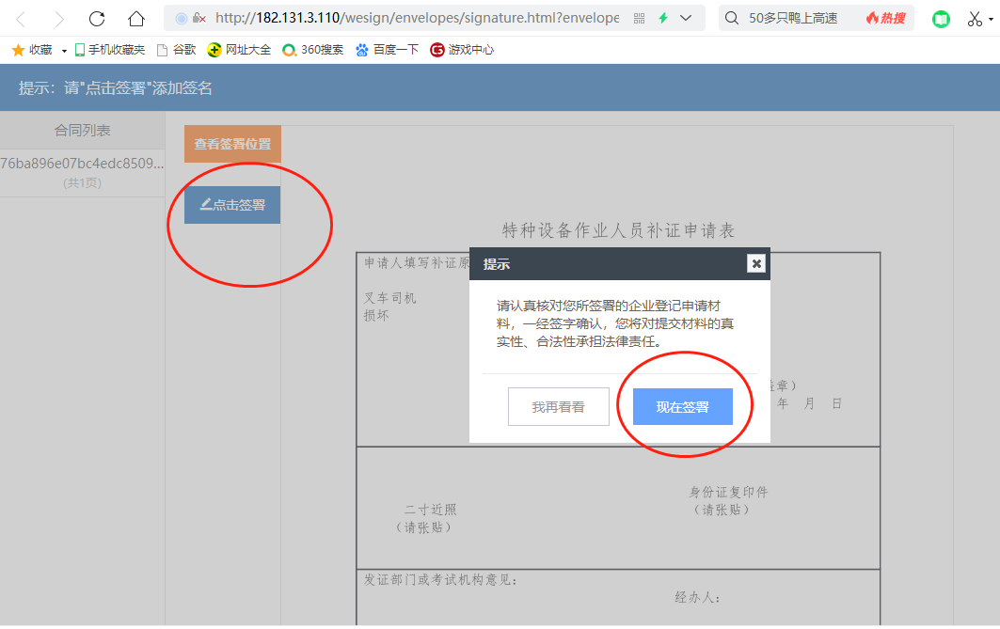 http://182.131.3.110/wesign/envelopes/signature.html?envelope
50多只鸭上高速 热搜
收藏 手机收藏夹 谷歌 网址大全 360搜索 百度一下 游戏中心
提示：请"点击签署"添加签名
合同列表
76ba896e07bc4edc8509...
(共1页)
查看签署位置
点击签署
特种设备作业人员补证申请表
申请人填写补证原
叉车司机
损坏
提示
请认真核对您所签署的企业登记申请材
料，一经签字确认，您将对提交材料的真
实性、合法性承担法律责任。
我再看看 现在签署
盖章）
年 月 日
身份证复印件
（请张贴）
二寸近照
（请张贴）
发证部门或考试机构意见：
经办人：